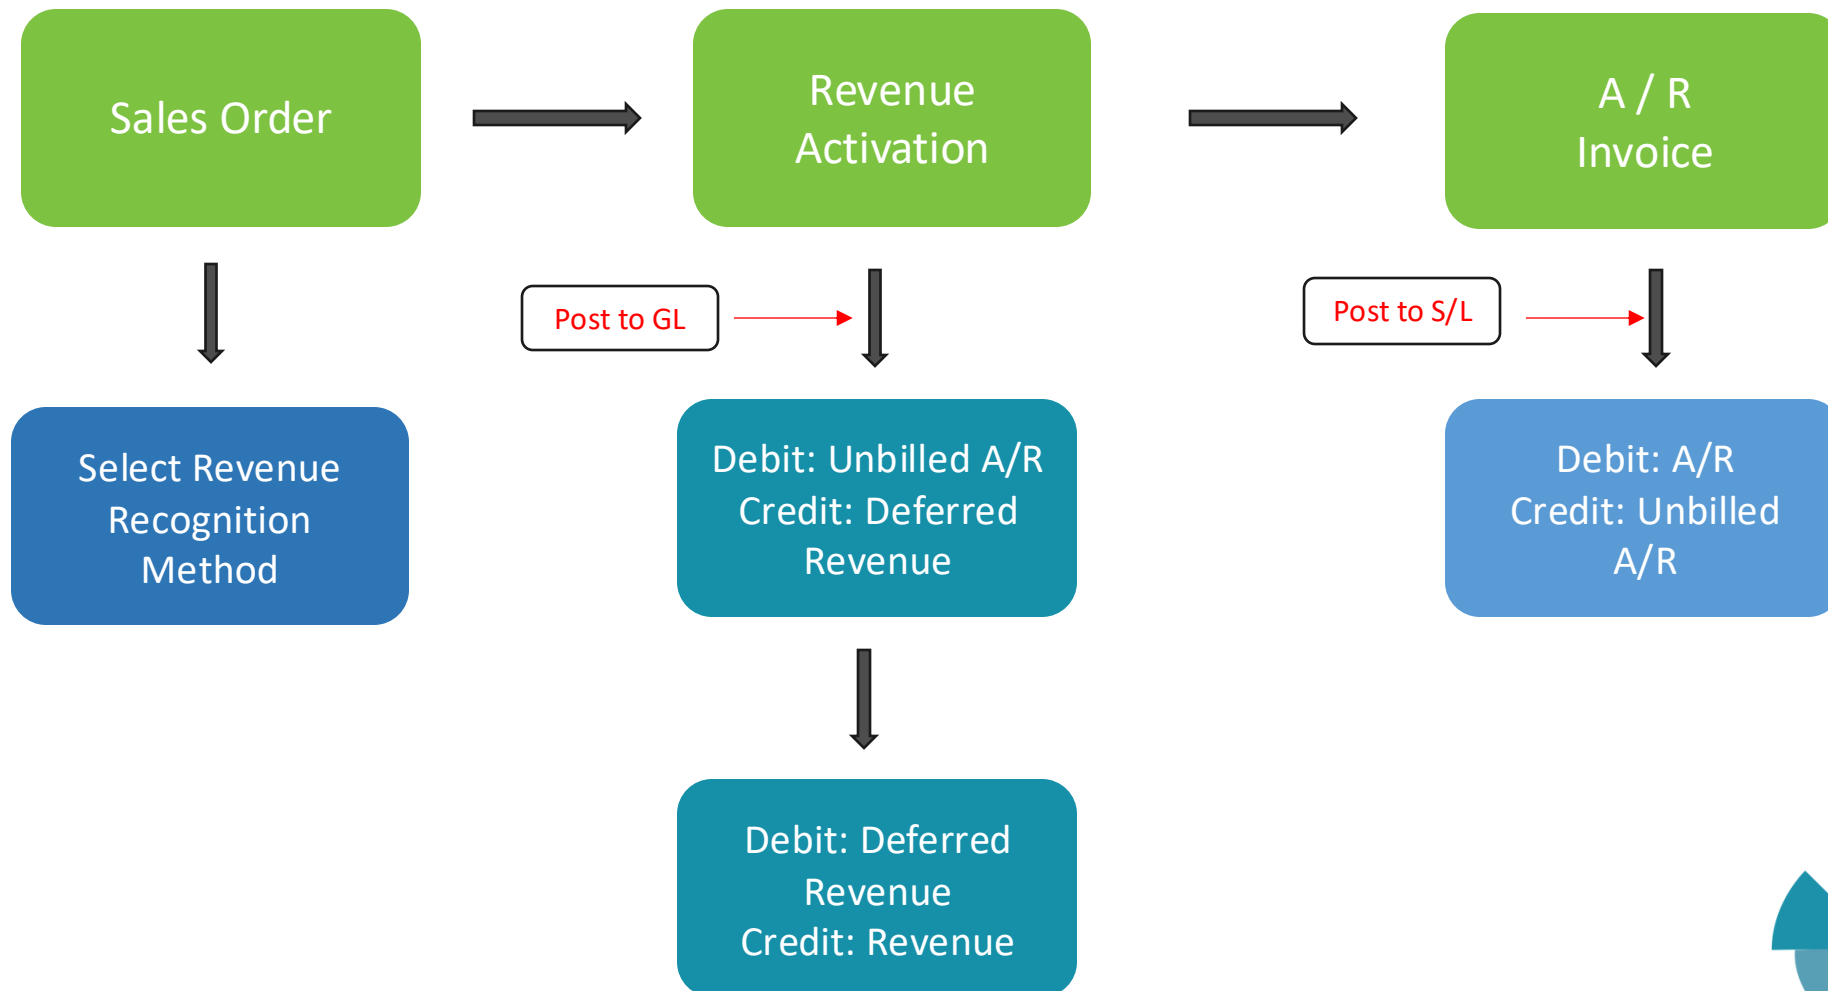 Sales Order
Revenue
Activation
A / R
Invoice
Post to GL
Post to S/L
Select Revenue
Recognition
Method
Debit: Unbilled A/R
Credit: Deferred
Revenue
Debit: A/R
Credit: Unbilled
A/R
Debit: Deferred
Revenue
Credit: Revenue